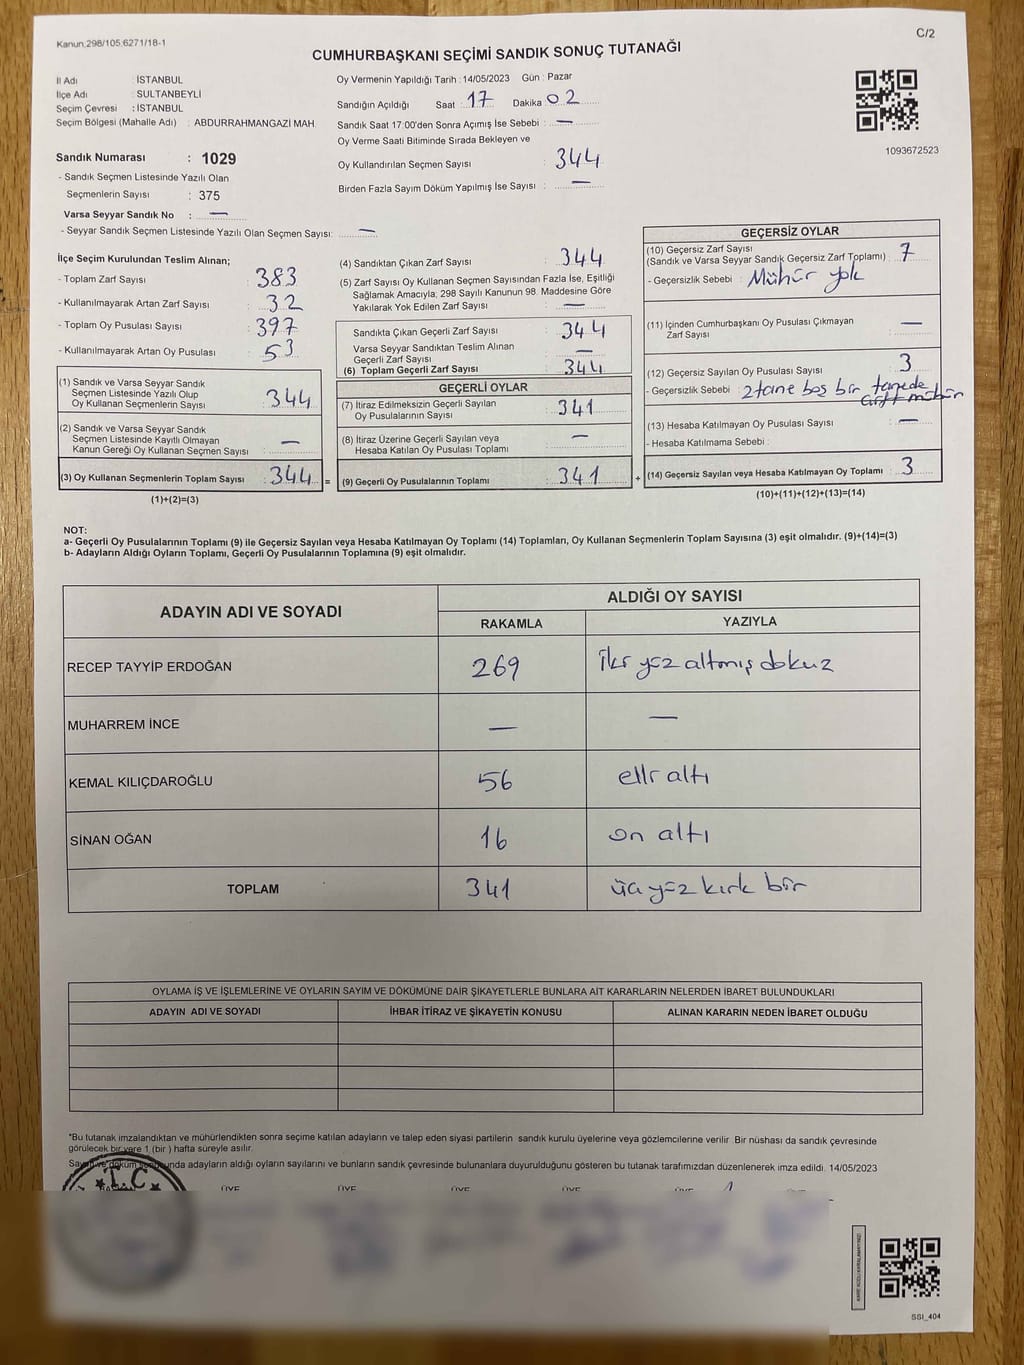 Kanun,298/105,6271/18-1
C/2
CUMHURBAŞKANI SEÇİMİ SANDIK SONUÇ TUTANAĞI
İl Adı : İSTANBUL
İlçe Adı : SULTANBEYLİ
Seçim Çevresi : İSTANBUL
Seçim Bölgesi (Mahalle Adı) : ABDURRAHMANGAZİ MAH.
Oy Vermenin Yapıldığı Tarih : 14/05/2023 Gün : Pazar
Sandığın Açıldığı Saat : 17 Dakika : 02
Sandık Saat 17:00'den Sonra Açımış İse Sebebi : —
Oy Verme Saati Bitiminde Sırada Bekleyen ve
Oy Kullandırılan Seçmen Sayısı : 344
Birden Fazla Sayım Döküm Yapılmış İse Sayısı : —
1093672523
Sandık Numarası : 1029
- Sandık Seçmen Listesinde Yazılı Olan
Seçmenlerin Sayısı : 375
Varsa Seyyar Sandık No : —
- Seyyar Sandık Seçmen Listesinde Yazılı Olan Seçmen Sayısı: —
İlçe Seçim Kurulundan Teslim Alınan;
- Toplam Zarf Sayısı : 383
- Kullanılmayarak Artan Zarf Sayısı : 32
- Toplam Oy Pusulası Sayısı : 397
- Kullanılmayarak Artan Oy Pusulası : 53
(1) Sandık ve Varsa Seyyar Sandık
Seçmen Listesinde Yazılı Olup
Oy Kullanan Seçmenlerin Sayısı : 344
(2) Sandık ve Varsa Seyyar Sandık
Seçmen Listesinde Kayıtlı Olmayan
Kanun Gereği Oy Kullanan Seçmen Sayısı : —
(3) Oy Kullanan Seçmenlerin Toplam Sayısı : 344 =
(1)+(2)=(3)
(4) Sandıktan Çıkan Zarf Sayısı : 344
(5) Zarf Sayısı Oy Kullanan Seçmen Sayısından Fazla İse, Eşitliği
Sağlamak Amacıyla; 298 Sayılı Kanunun 98. Maddesine Göre
Yakılarak Yok Edilen Zarf Sayısı : —
Sandıkta Çıkan Geçerli Zarf Sayısı : 344
Varsa Seyyar Sandıktan Teslim Alınan
Geçerli Zarf Sayısı : —
(6) Toplam Geçerli Zarf Sayısı : 344
GEÇERLİ OYLAR
(7) İtiraz Edilmeksizin Geçerli Sayılan
Oy Pusulalarının Sayısı : 341
(8) İtiraz Üzerine Geçerli Sayılan veya
Hesaba Katılan Oy Pusulası Toplamı : —
(9) Geçerli Oy Pusulalarının Toplamı : 341 +
GEÇERSİZ OYLAR
(10) Geçersiz Zarf Sayısı
(Sandık ve Varsa Seyyar Sandık Geçersiz Zarf Toplamı) : 7
- Geçersizlik Sebebi : Mühür yok
(11) İçinden Cumhurbaşkanı Oy Pusulası Çıkmayan
Zarf Sayısı : —
(12) Geçersiz Sayılan Oy Pusulası Sayısı : 3
- Geçersizlik Sebebi : 2 tane boş bir tanede
çift mühür
(13) Hesaba Katılmayan Oy Pusulası Sayısı : —
- Hesaba Katılmama Sebebi :
(14) Geçersiz Sayılan veya Hesaba Katılmayan Oy Toplamı : 3
(10)+(11)+(12)+(13)=(14)
NOT:
a- Geçerli Oy Pusulalarının Toplamı (9) ile Geçersiz Sayılan veya Hesaba Katılmayan Oy Toplamı (14) Toplamları, Oy Kullanan Seçmenlerin Toplam Sayısına (3) eşit olmalıdır. (9)+(14)=(3)
b- Adayların Aldığı Oyların Toplamı, Geçerli Oy Pusulalarının Toplamına (9) eşit olmalıdır.
ADAYIN ADI VE SOYADI
ALDIĞI OY SAYISI
RAKAMLA YAZIYLA
RECEP TAYYİP ERDOĞAN 269 İki yüz altmış dokuz
MUHARREM İNCE — —
KEMAL KILIÇDAROĞLU 56 elli altı
SİNAN OĞAN 16 on altı
TOPLAM 341 üç yüz kırk bir
OYLAMA İŞ VE İŞLEMLERİNE VE OYLARIN SAYIM VE DÖKÜMÜNE DAİR ŞİKAYETLERLE BUNLARA AİT KARARLARIN NELERDEN İBARET BULUNDUKLARI
ADAYIN ADI VE SOYADI İHBAR İTİRAZ VE ŞİKAYETİN KONUSU ALINAN KARARIN NEDEN İBARET OLDUĞU
*Bu tutanak imzalandıktan ve mühürlendikten sonra seçime katılan adayların ve talep eden siyasi partilerin sandık kurulu üyelerine veya gözlemcilerine verilir. Bir nüshası da sandık çevresinde
görülecek bir yere 1 (bir) hafta süreyle asılır.
Sayım ve döküm sonunda adayların aldığı oyların sayılarını ve bunların sandık çevresinde bulunanlara duyurulduğunu gösteren bu tutanak tarafımızdan düzenlenerek imza edildi. 14/05/2023
T.C
ÜYE ÜYE ÜYE ÜYE ÜYE ÜYE
SSI_404